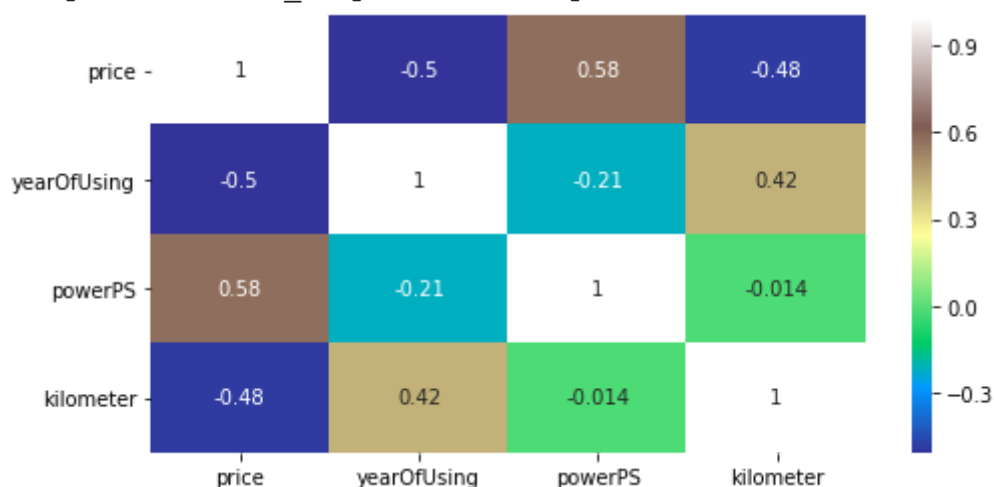 price 1 -0.5 0.58 -0.48
yearOfUsing -0.5 1 -0.21 0.42
powerPS 0.58 -0.21 1 -0.014
kilometer -0.48 0.42 -0.014 1
price yearOfUsing powerPS kilometer
0.9
0.6
0.3
0.0
−0.3